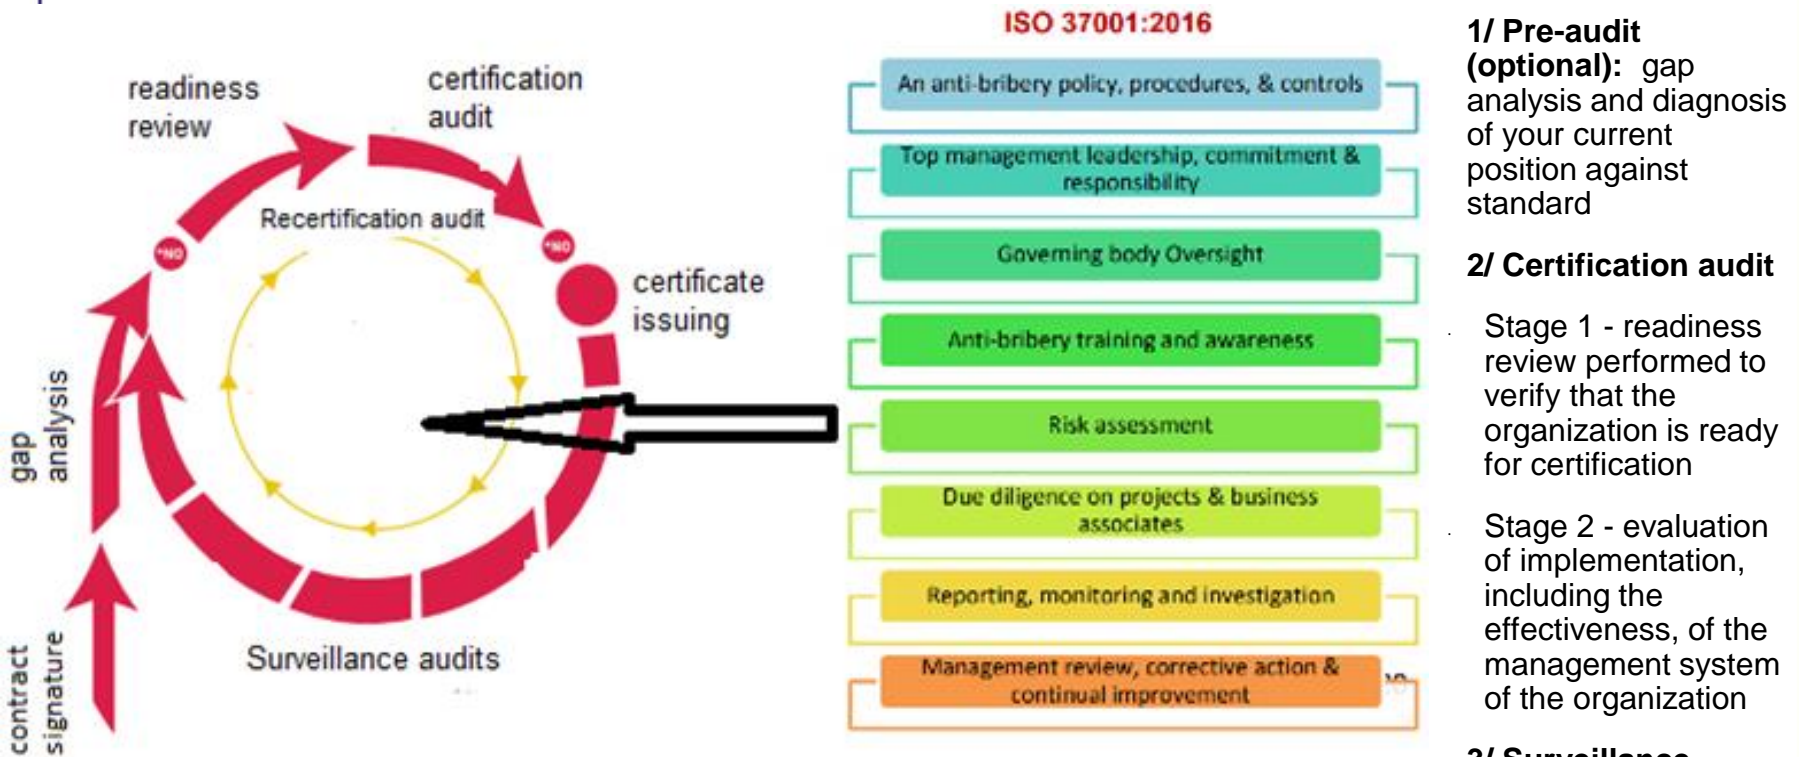 readiness
review
certification
audit
Recertification audit
*NO
*NO
certificate
issuing
gap
analysis
Surveillance audits
contract
signature
ISO 37001:2016
An anti-bribery policy, procedures, & controls
Top management leadership, commitment &
responsibility
Governing body Oversight
Anti-bribery training and awareness
Risk assessment
Due diligence on projects & business
associates
Reporting, monitoring and investigation
Management review, corrective action &
continual improvement
1/ Pre-audit
(optional): gap
analysis and diagnosis
of your current
position against
standard
2/ Certification audit
Stage 1 - readiness
review performed to
verify that the
organization is ready
for certification
Stage 2 - evaluation
of implementation,
including the
effectiveness, of the
management system
of the organization
3/ Surveillance